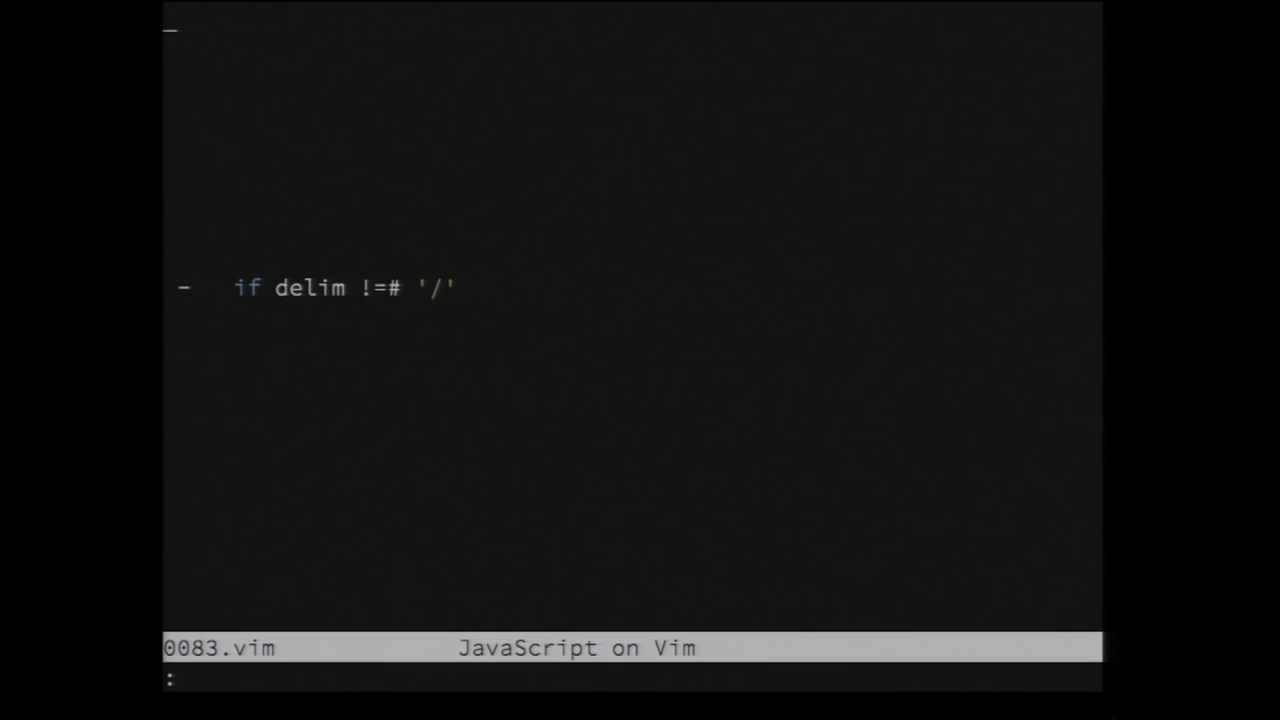 - if delim !=# '/'
0083.vim JavaScript on Vim
: